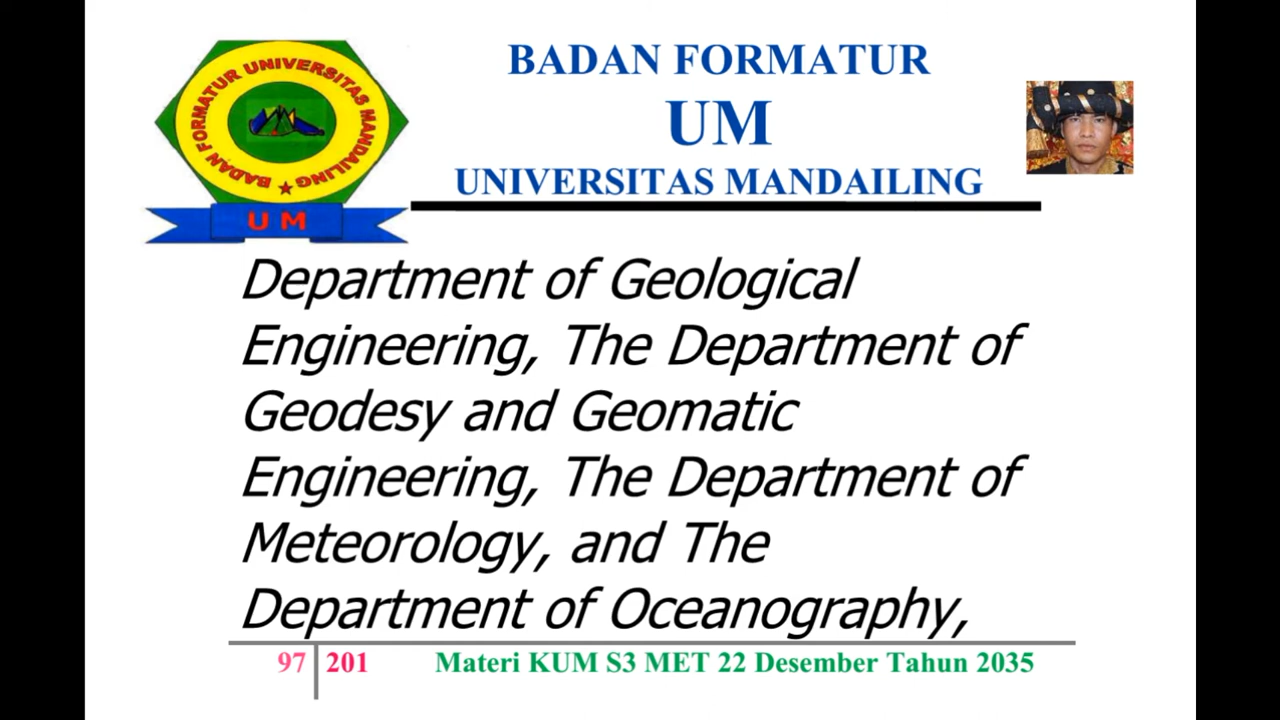 BADAN FORMATUR UNIVERSITAS MANDAILING
U M
BADAN FORMATUR
UM
UNIVERSITAS MANDAILING
Department of Geological
Engineering, The Department of
Geodesy and Geomatic
Engineering, The Department of
Meteorology, and The
Department of Oceanography,
97 201 Materi KUM S3 MET 22 Desember Tahun 2035